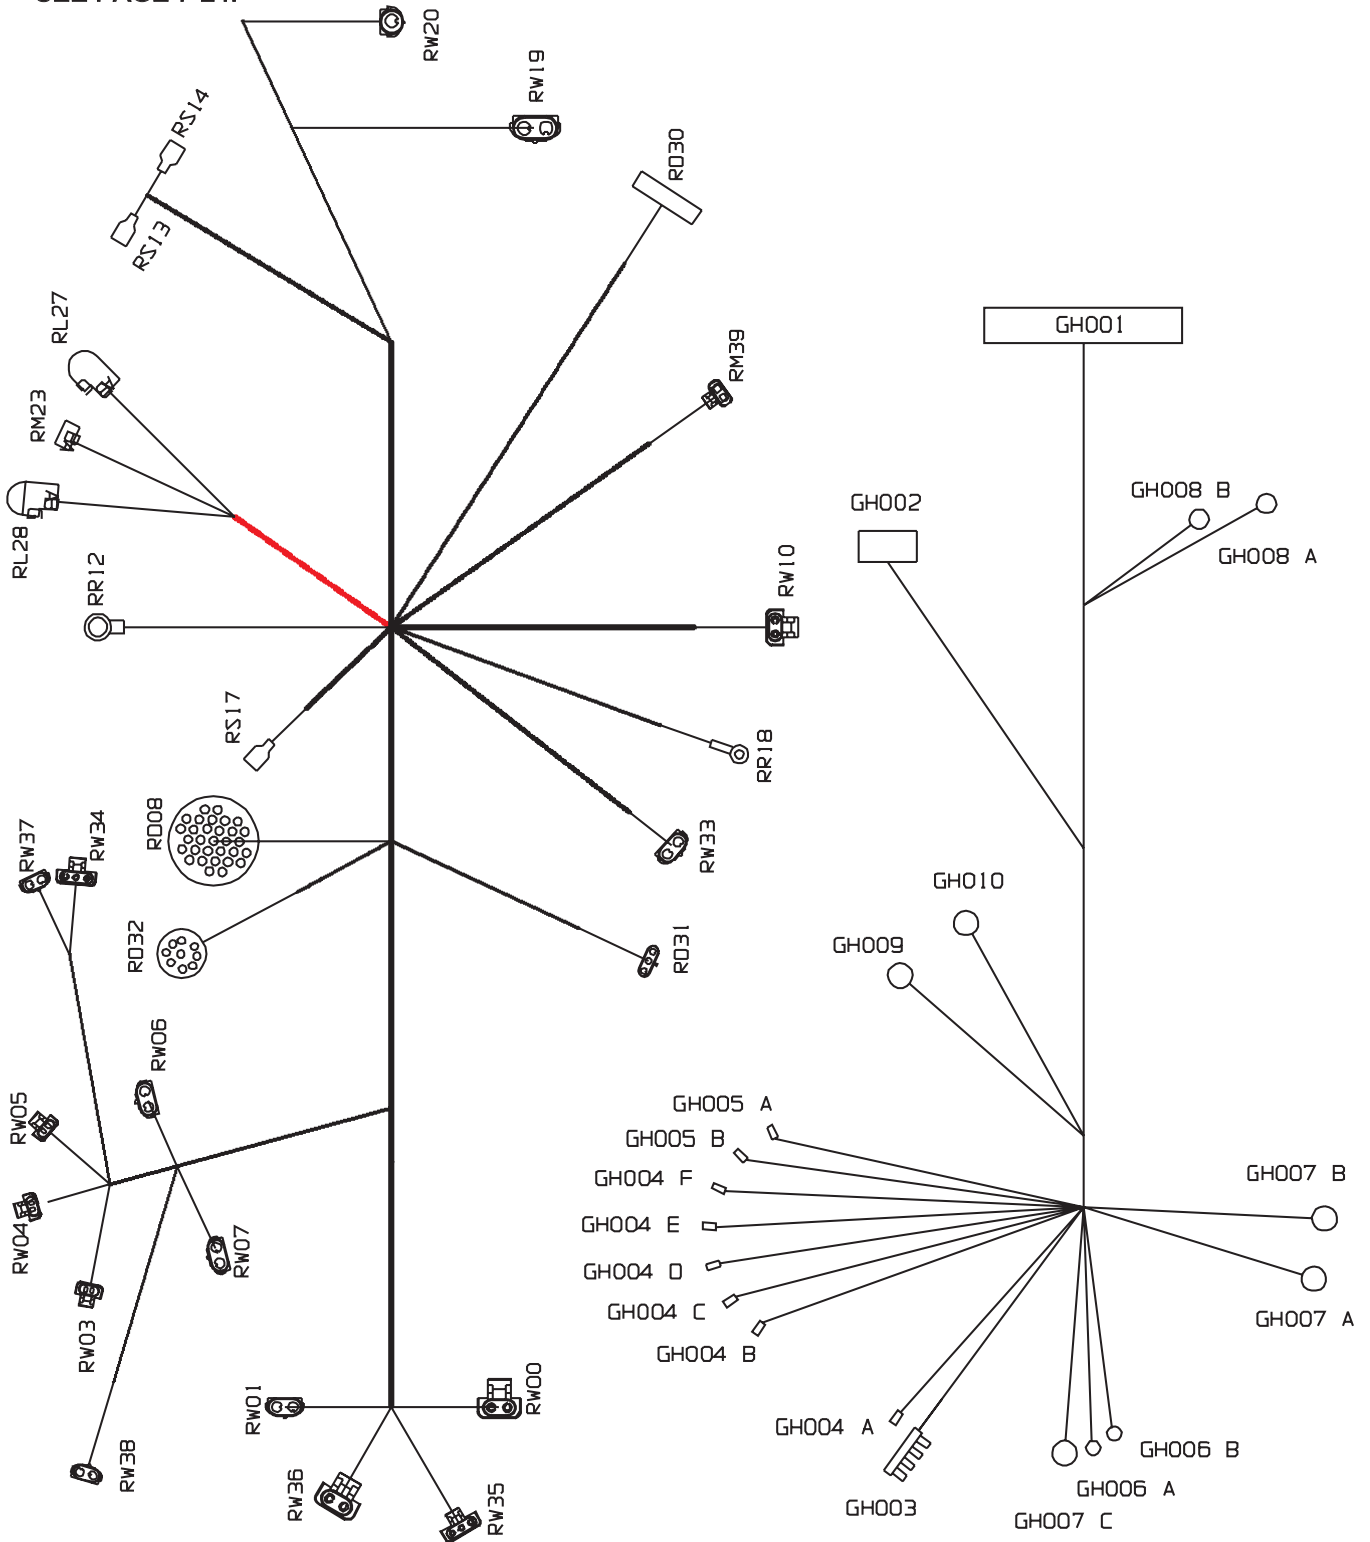 RW20
RW19
RS14
RD30
RS13
RL27
GH001
RM39
RM23
GH008 B
GH002
RL28
GH008 A
RR12
RW10
RS17
RR18
RD08
RW37
RW34
RW33
GH010
RD32
RD31
GH009
RW06
RW05
GH005 A
GH005 B
GH004 F
GH007 B
RW04
GH004 E
RW07
GH004 D
GH004 C
GH007 A
RW03
GH004 B
RW01
RW00
GH004 A
RW38
GH006 B
RW36
RW35
GH006 A
GH003
GH007 C